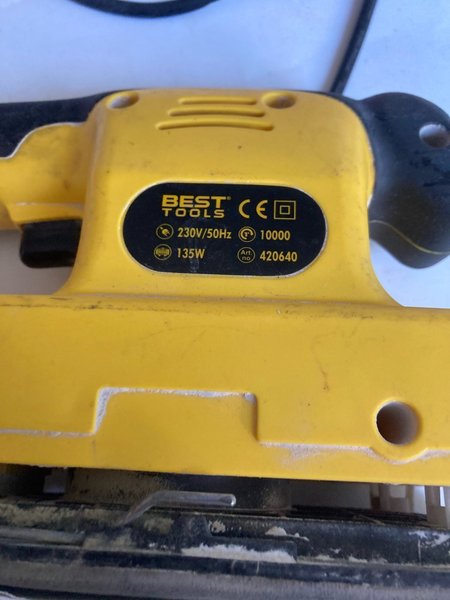 BEST® CE
TOOLS
230V/50Hz 10000
135W Art. no 420640